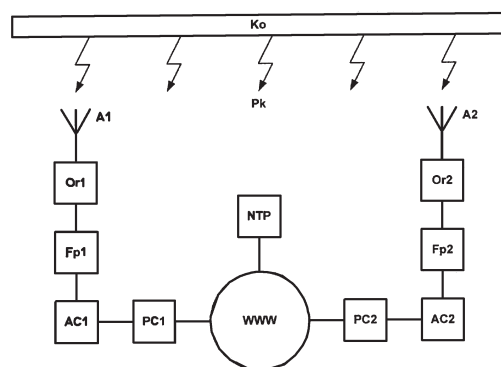 Ko
Pk
A1
A2
Or1
Or2
NTP
Fp1
Fp2
AC1
PC1
WWW
PC2
AC2